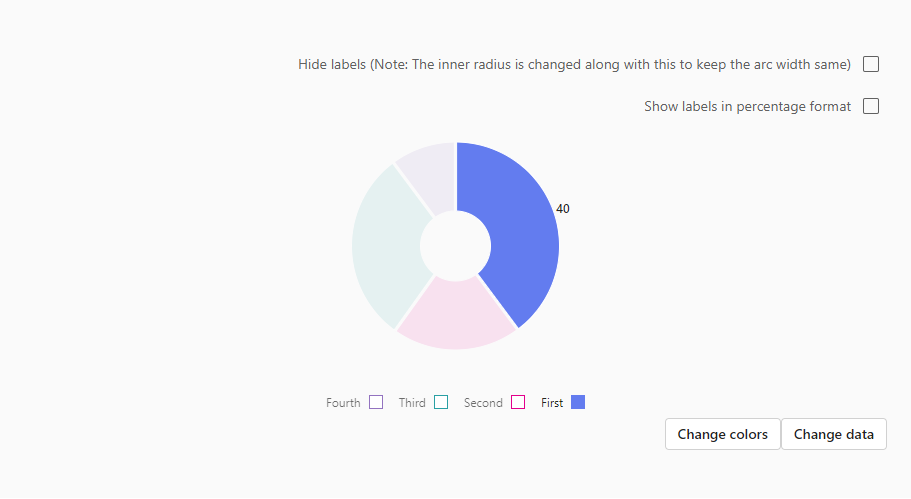 Hide labels (Note: The inner radius is changed along with this to keep the arc width same)
Show labels in percentage format
40
Fourth Third Second First
Change colors Change data